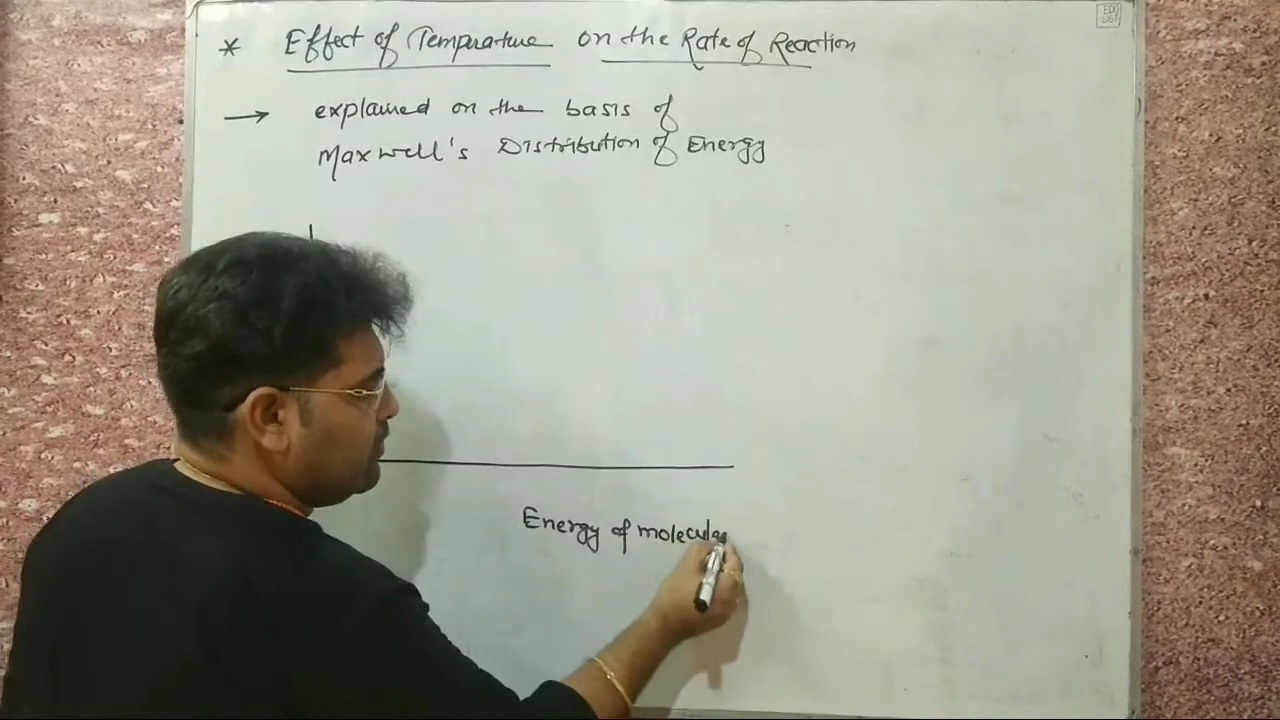 * Effect of Temperature on the Rate of Reaction
→ explained on the basis of
Maxwell's Distribution of Energy
Energy of molecules